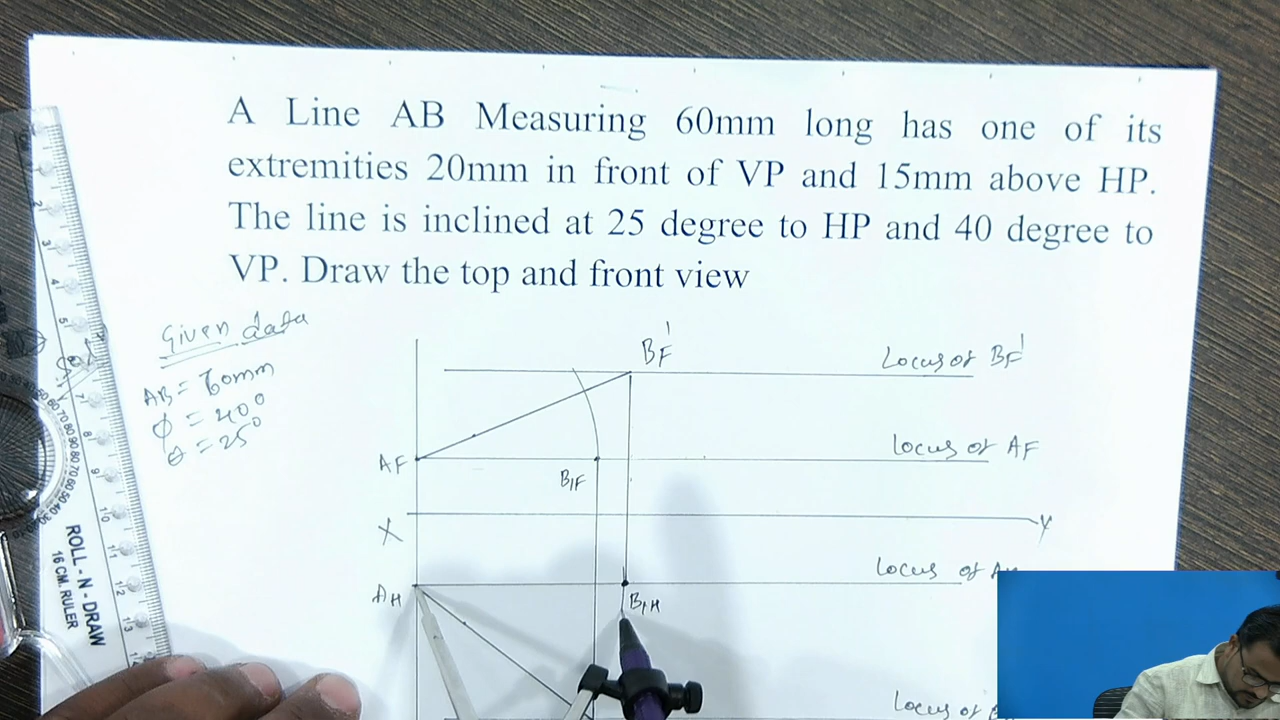 A Line AB Measuring 60mm long has one of its
extremities 20mm in front of VP and 15mm above HP.
The line is inclined at 25 degree to HP and 40 degree to
VP. Draw the top and front view
Given data
AB = 60mm
φ = 40°
θ = 25°
BF'
Locus of BF'
AF
Locus of AF
B1F
X
Y
Locus of
AH
B1H
Locus of
ROLL - N - DRAW
16 CM. RULER